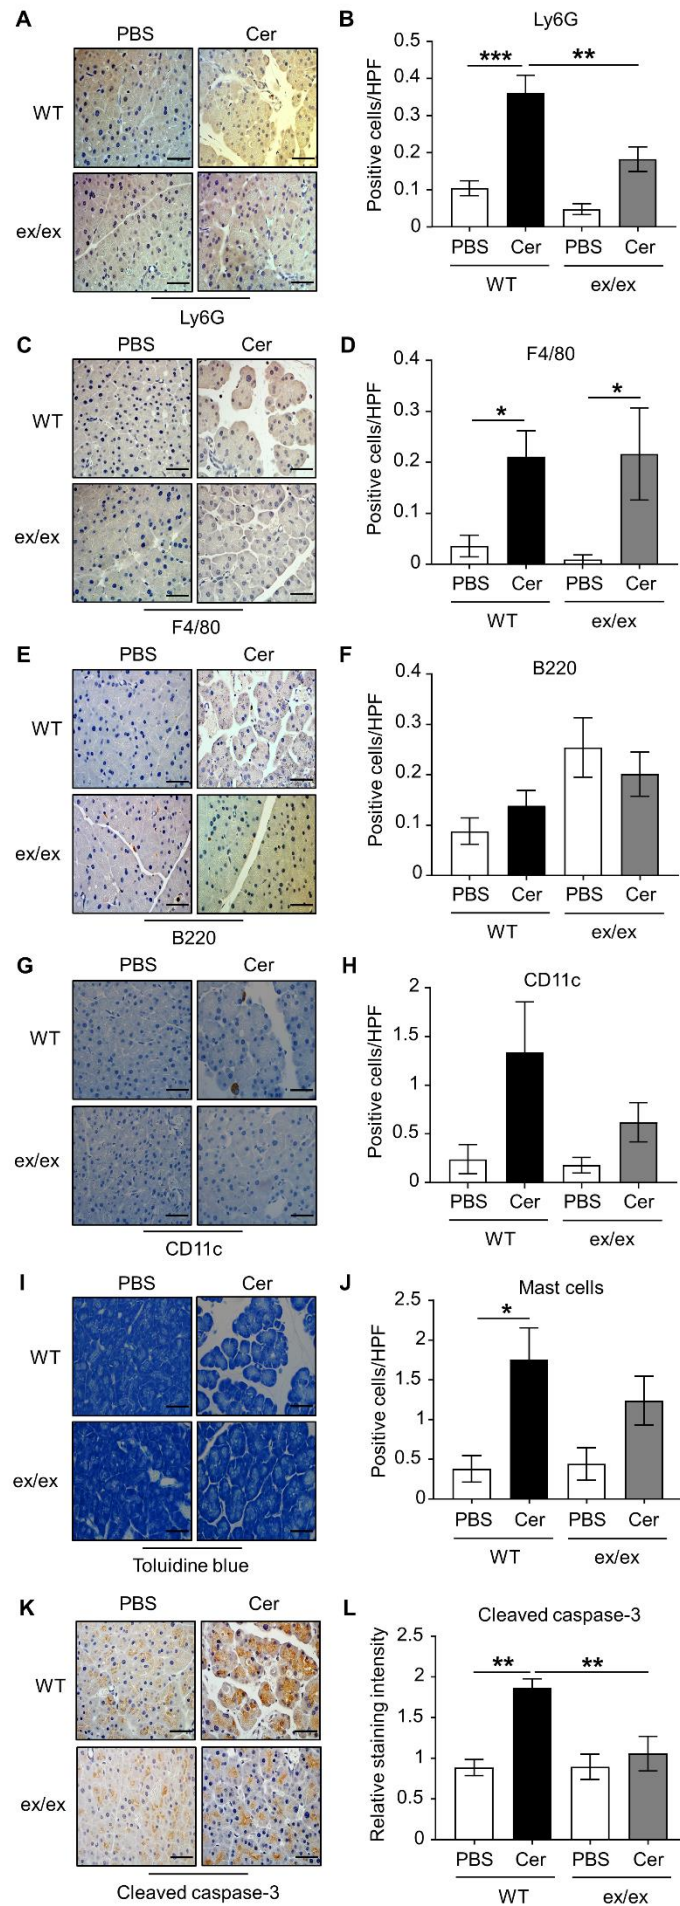 A
PBS Cer
WT
ex/ex
Ly6G
B
Ly6G
Positive cells/HPF
0.5
0.4
0.3
0.2
0.1
0
*** **
PBS Cer PBS Cer
WT ex/ex
C
PBS Cer
WT
ex/ex
F4/80
D
F4/80
Positive cells/HPF
0.4
0.3
0.2
0.1
0
* *
PBS Cer PBS Cer
WT ex/ex
E
PBS Cer
WT
ex/ex
B220
F
B220
Positive cells/HPF
0.4
0.3
0.2
0.1
0
PBS Cer PBS Cer
WT ex/ex
G
PBS Cer
WT
ex/ex
CD11c
H
CD11c
Positive cells/HPF
2
1.5
1
0.5
0
PBS Cer PBS Cer
WT ex/ex
I
PBS Cer
WT
ex/ex
Toluidine blue
J
Mast cells
Positive cells/HPF
2.5
2
1.5
1
0.5
0
*
PBS Cer PBS Cer
WT ex/ex
K
PBS Cer
WT
ex/ex
Cleaved caspase-3
L
Cleaved caspase-3
Relative staining intensity
2.5
2
1.5
1
0.5
0
** **
PBS Cer PBS Cer
WT ex/ex